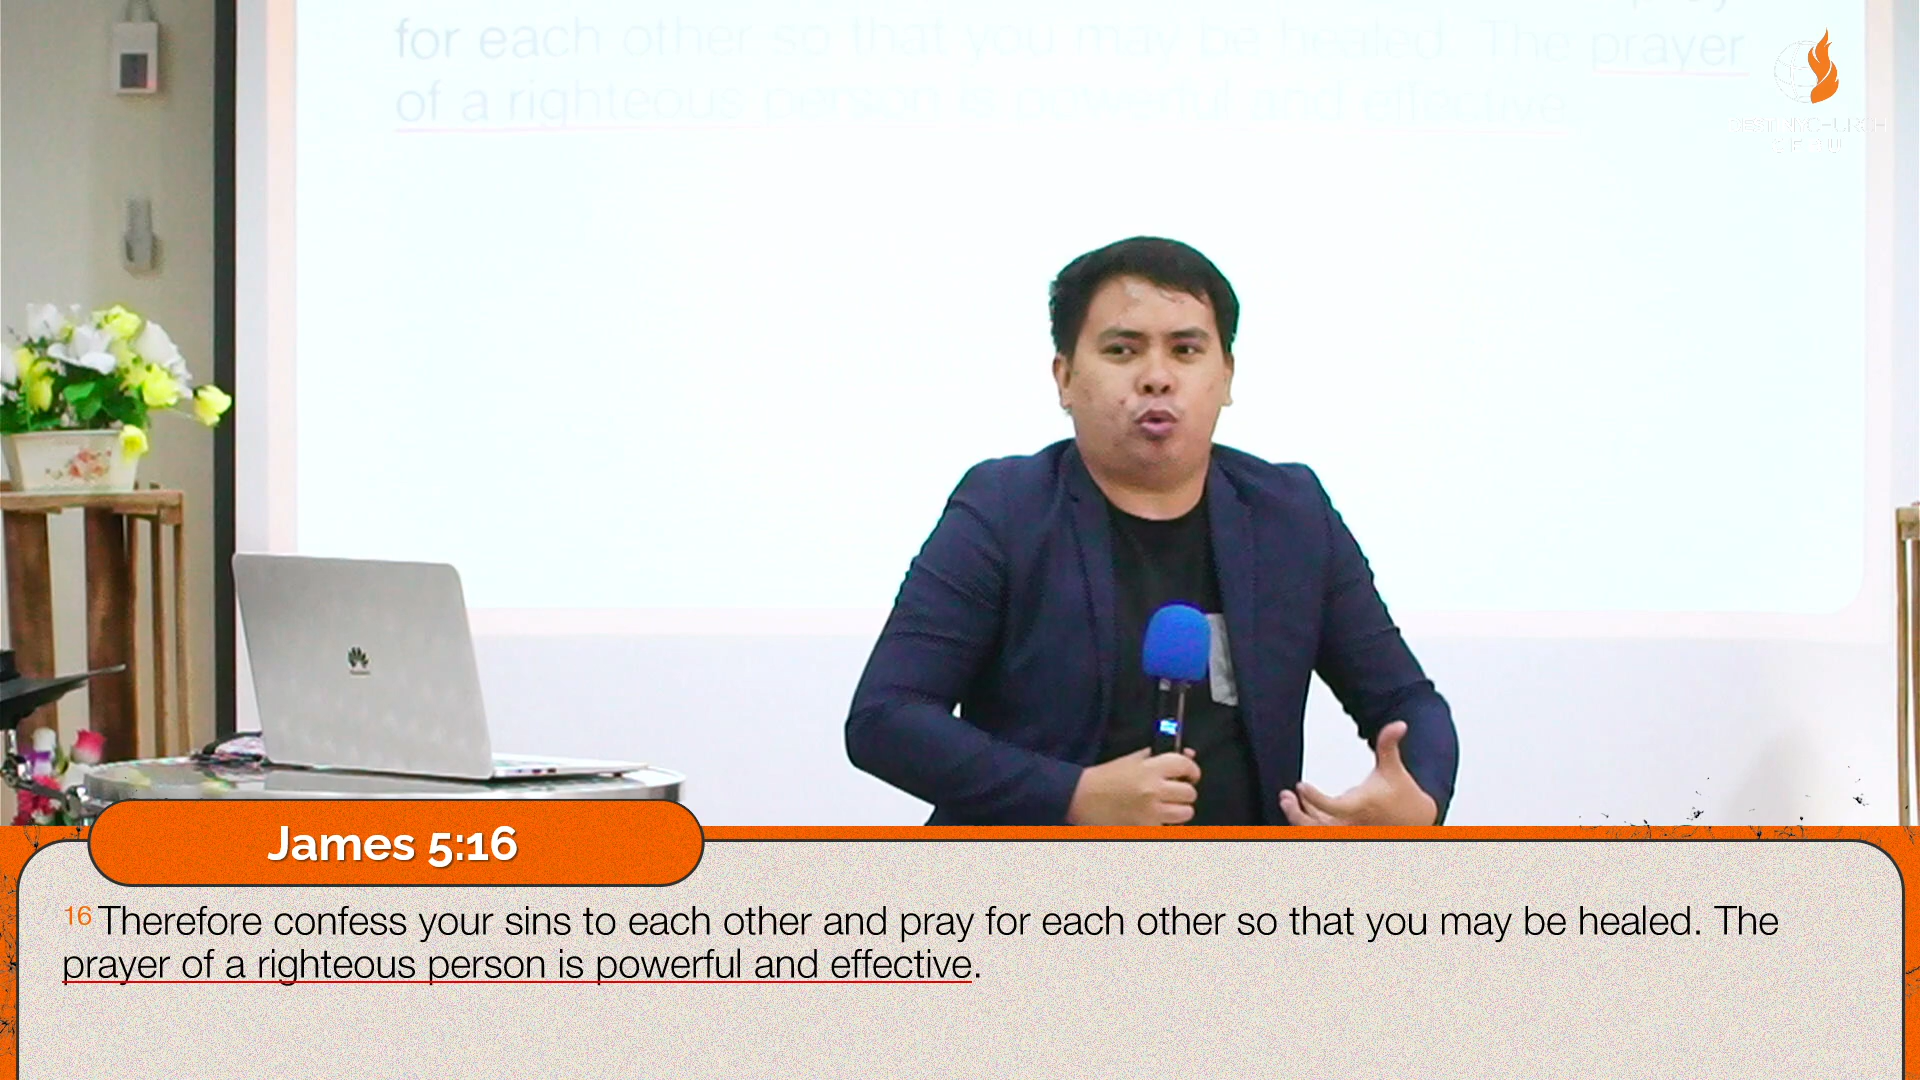 for each other so that you may be healed. The prayer
of a righteous person is powerful and effective
James 5:16
16 Therefore confess your sins to each other and pray for each other so that you may be healed. The
prayer of a righteous person is powerful and effective.